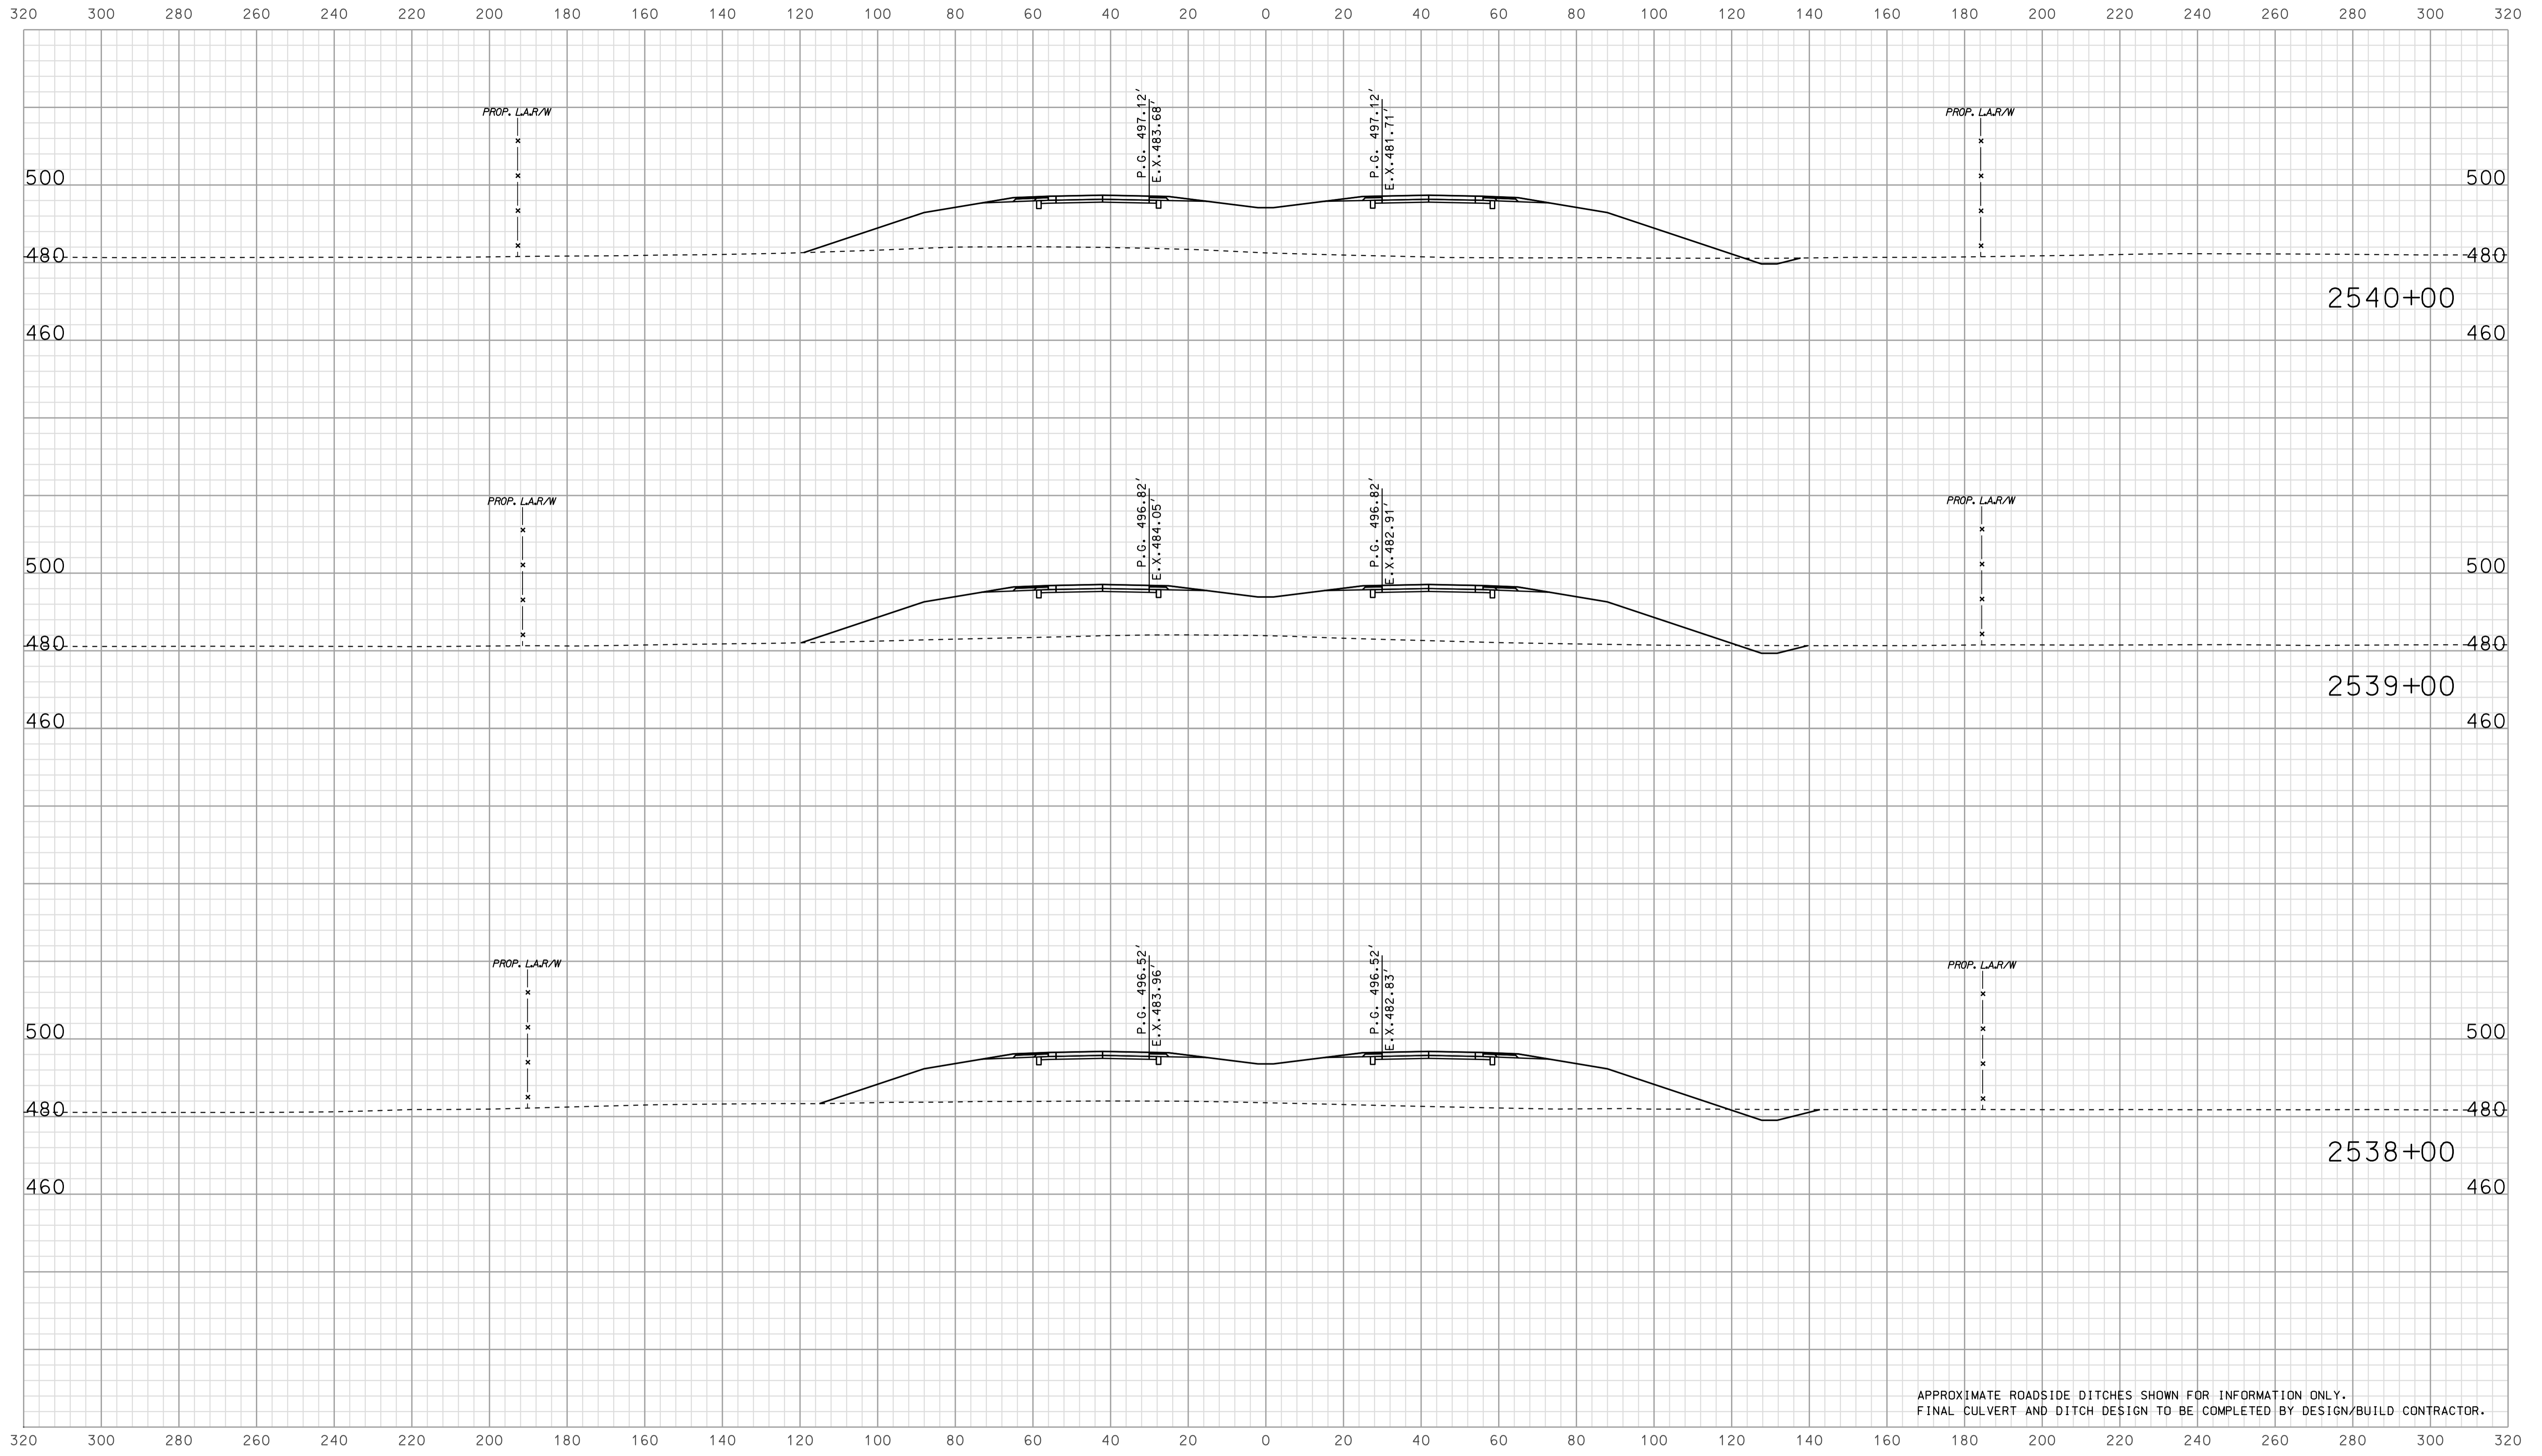 320 300 280 260 240 220 200 180 160 140 120 100 80 60 40 20 0 20 40 60 80 100 120 140 160 180 200 220 240 260 280 300 320
PROP. L.A.R/W
P.G. 497.12'
E.X.483.68'
P.G. 497.12'
E.X.481.71'
PROP. L.A.R/W
500 500
480 480
2540+00
460 460
PROP. L.A.R/W
P.G. 496.82'
E.X.484.05'
P.G. 496.82'
E.X.482.91'
PROP. L.A.R/W
500 500
480 480
2539+00
460 460
PROP. L.A.R/W
P.G. 496.52'
E.X.483.96'
P.G. 496.52'
E.X.482.83'
PROP. L.A.R/W
500 500
480 480
2538+00
460 460
APPROXIMATE ROADSIDE DITCHES SHOWN FOR INFORMATION ONLY.
FINAL CULVERT AND DITCH DESIGN TO BE COMPLETED BY DESIGN/BUILD CONTRACTOR.
320 300 280 260 240 220 200 180 160 140 120 100 80 60 40 20 0 20 40 60 80 100 120 140 160 180 200 220 240 260 280 300 320